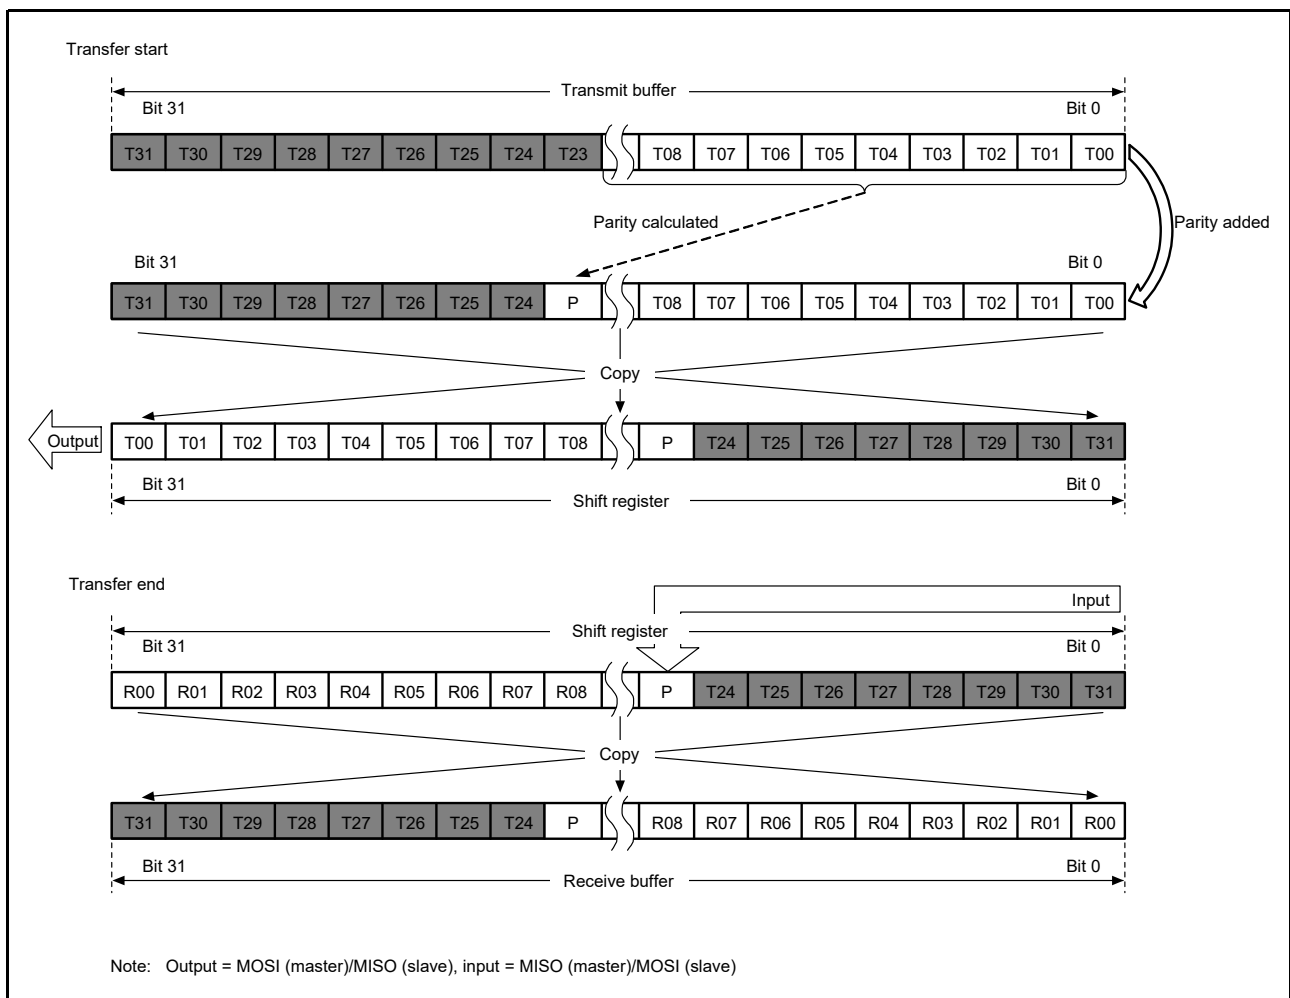 Transfer start
Transmit buffer
Bit 31 Bit 0
T31 T30 T29 T28 T27 T26 T25 T24 T23 T08 T07 T06 T05 T04 T03 T02 T01 T00
Parity calculated Parity added
Bit 31 Bit 0
T31 T30 T29 T28 T27 T26 T25 T24 P T08 T07 T06 T05 T04 T03 T02 T01 T00
Copy
Output T00 T01 T02 T03 T04 T05 T06 T07 T08 P T24 T25 T26 T27 T28 T29 T30 T31
Bit 31 Bit 0
Shift register
Transfer end
Input
Shift register
Bit 31 Bit 0
R00 R01 R02 R03 R04 R05 R06 R07 R08 P T24 T25 T26 T27 T28 T29 T30 T31
Copy
T31 T30 T29 T28 T27 T26 T25 T24 P R08 R07 R06 R05 R04 R03 R02 R01 R00
Bit 31 Bit 0
Receive buffer
Note: Output = MOSI (master)/MISO (slave), input = MISO (master)/MOSI (slave)